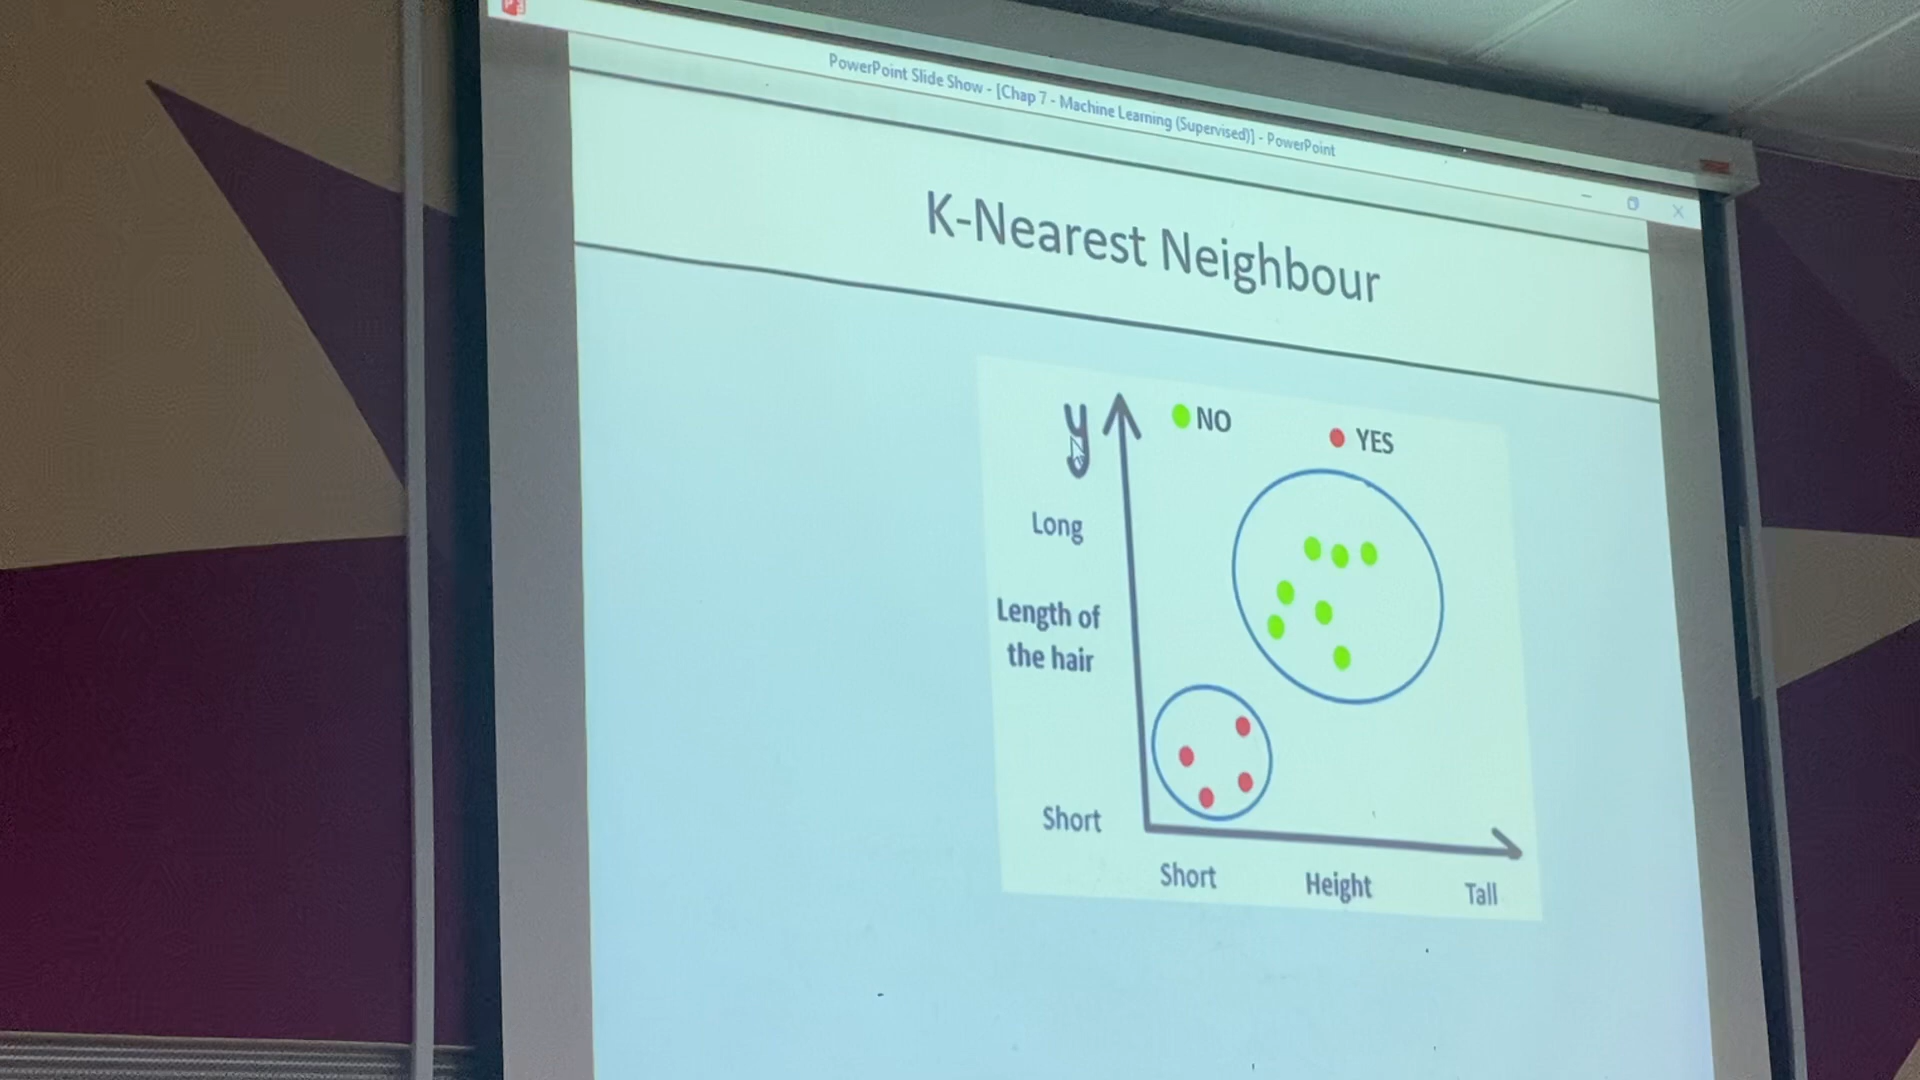 PowerPoint Slide Show - [Chap 7 - Machine Learning (Supervised)] - PowerPoint
K-Nearest Neighbour
y
NO
YES
Long
Length of
the hair
Short
Short
Height
Tall